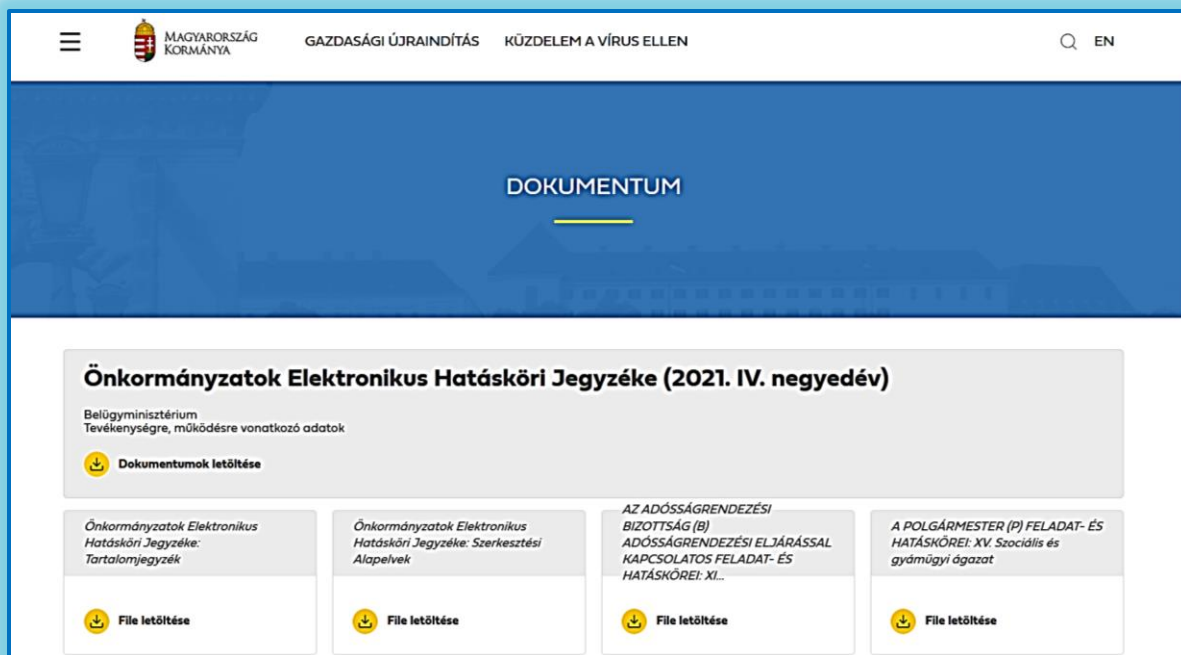 MAGYARORSZÁG
KORMÁNYA
GAZDASÁGI ÚJRAINDÍTÁS KÜZDELEM A VÍRUS ELLEN
EN
DOKUMENTUM
Önkormányzatok Elektronikus Hatásköri Jegyzéke (2021. IV. negyedév)
Belügyminisztérium
Tevékenységre, működésre vonatkozó adatok
Dokumentumok letöltése
Önkormányzatok Elektronikus
Hatásköri Jegyzéke:
Tartalomjegyzék
File letöltése
Önkormányzatok Elektronikus
Hatásköri Jegyzéke: Szerkesztési
Alapelvek
File letöltése
AZ ADÓSSÁGRENDEZÉSI
BIZOTTSÁG (B)
ADÓSSÁGRENDEZÉSI ELJÁRÁSSAL
KAPCSOLATOS FELADAT- ÉS
HATÁSKÖREI: XI...
File letöltése
A POLGÁRMESTER (P) FELADAT- ÉS
HATÁSKÖREI: XV. Szociális és
gyámügyi ágazat
File letöltése